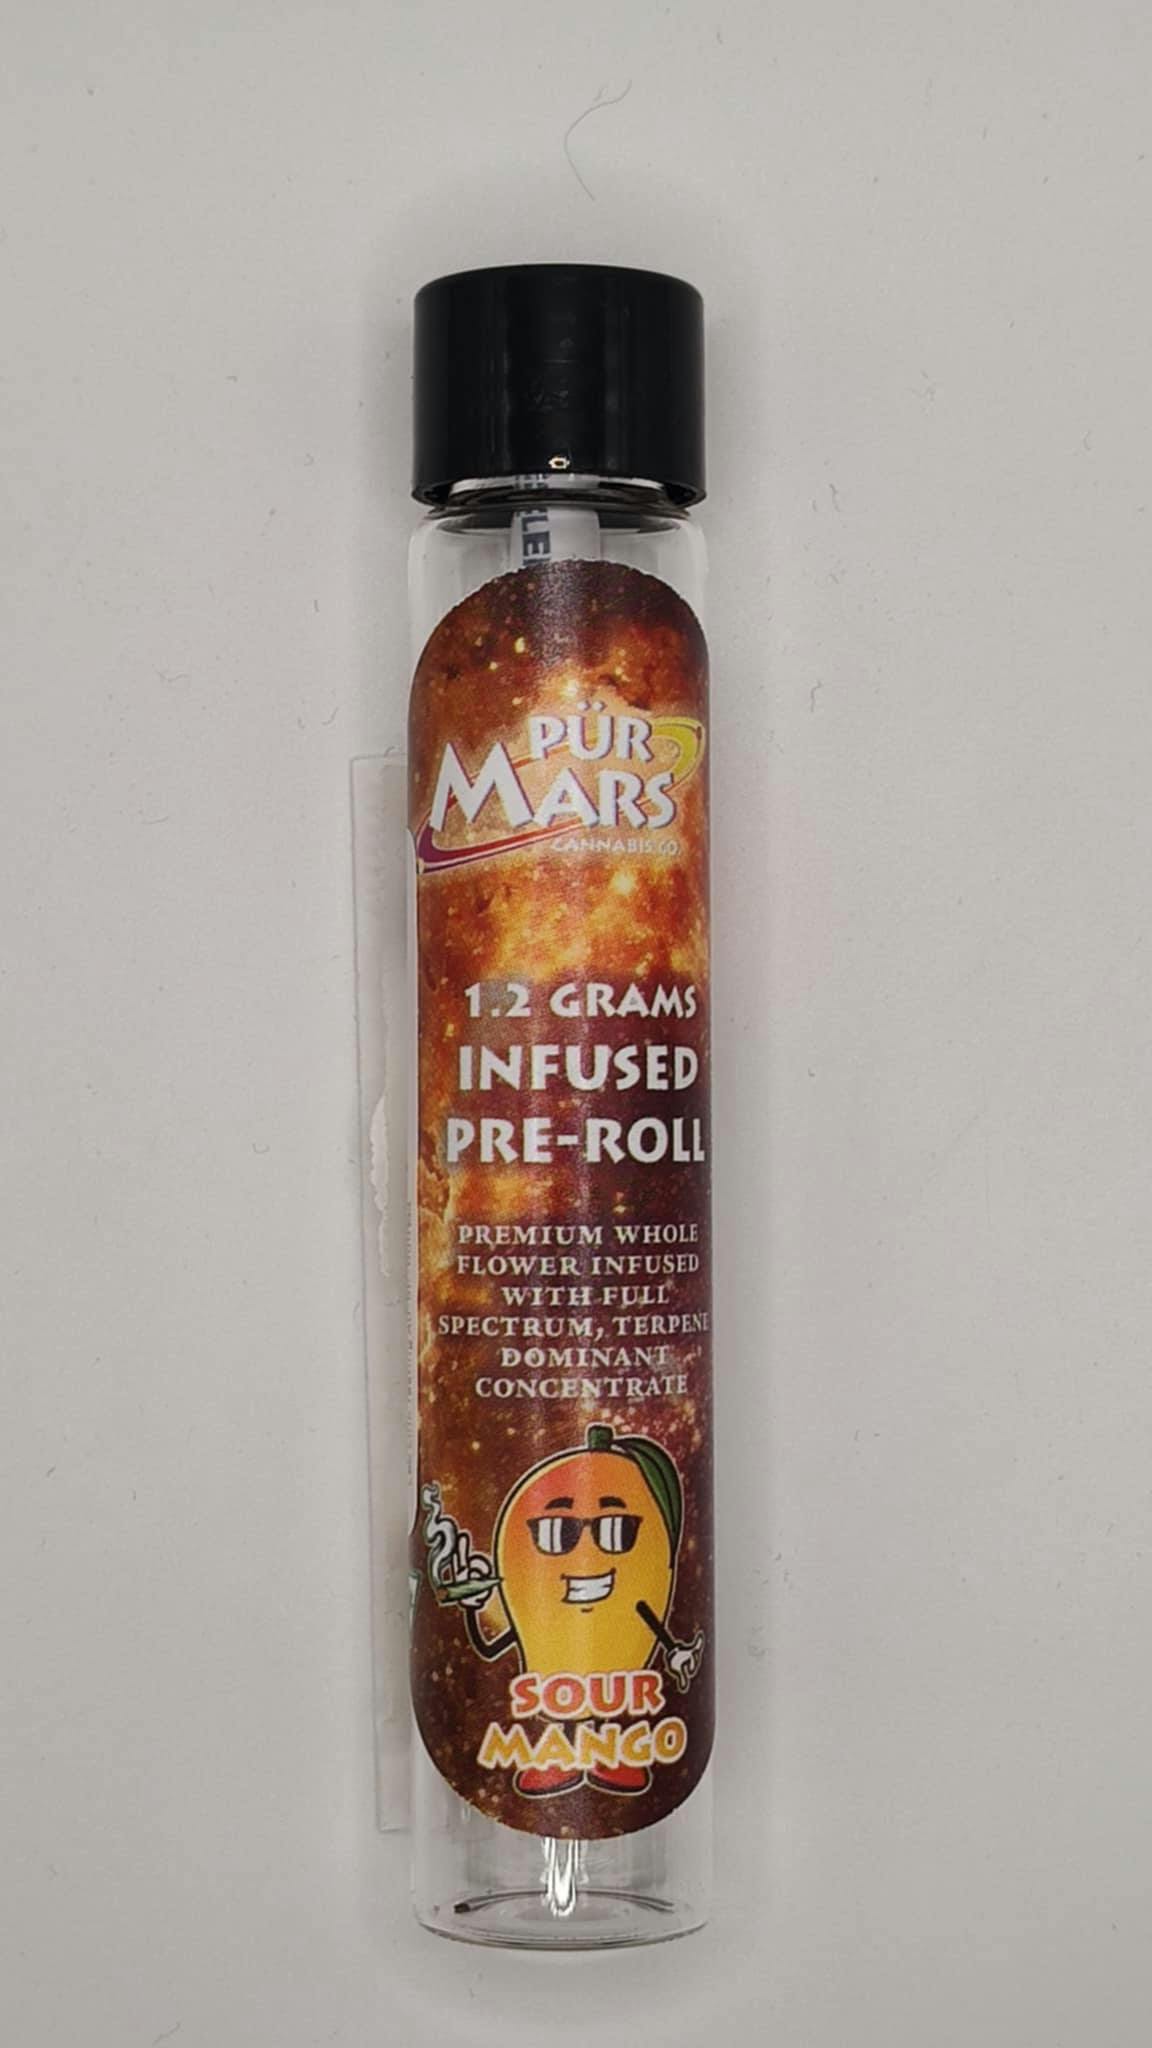 PÜR
MARS
CANNABIS CO.
1.2 GRAMS
INFUSED
PRE-ROLL
PREMIUM WHOLE
FLOWER INFUSED
WITH FULL
SPECTRUM, TERPENE
DOMINANT
CONCENTRATE
SOUR
MANGO